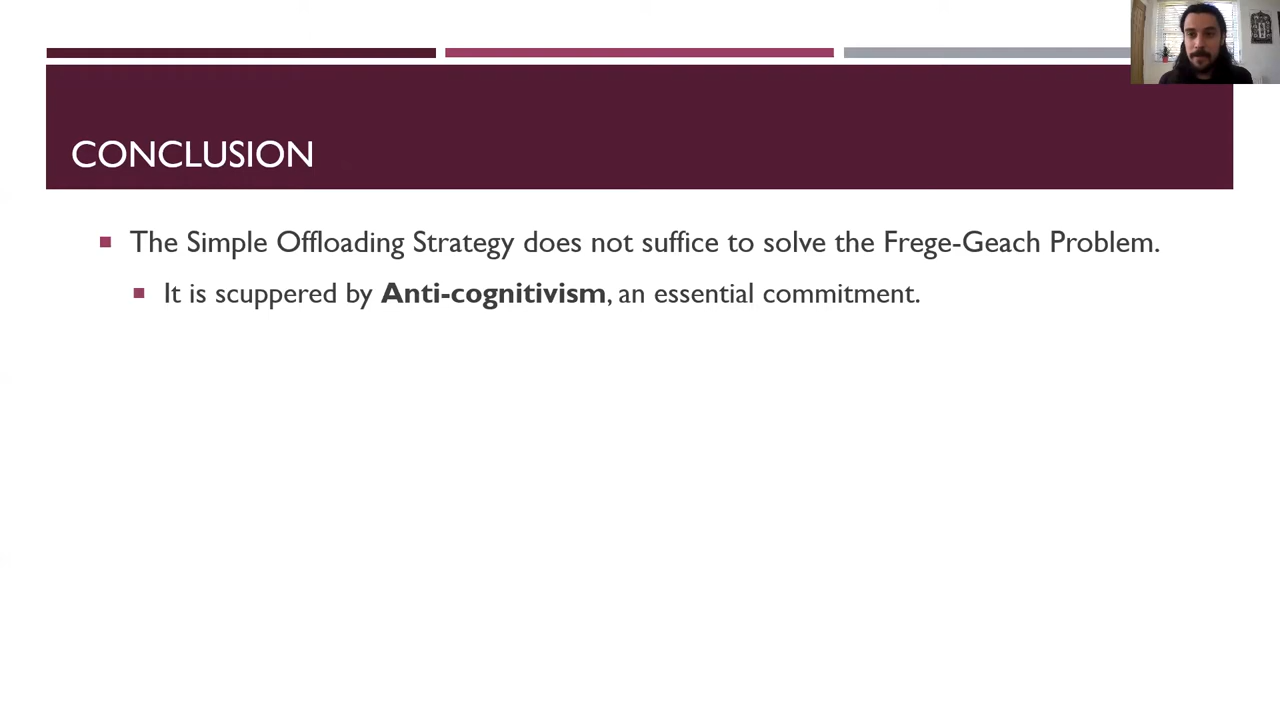 CONCLUSION
The Simple Offloading Strategy does not suffice to solve the Frege-Geach Problem.
It is scuppered by Anti-cognitivism, an essential commitment.